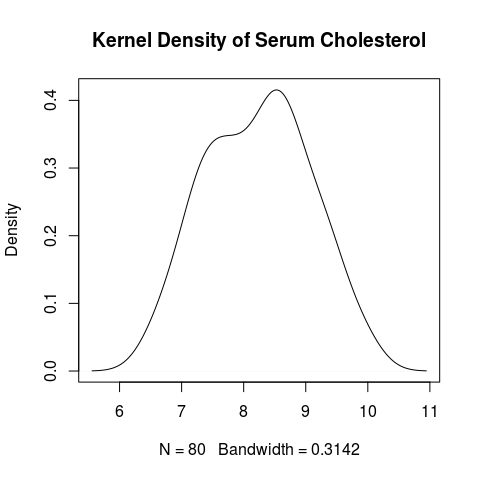 Kernel Density of Serum Cholesterol
Density
0.4
0.3
0.2
0.1
0.0
6 7 8 9 10 11
N = 80 Bandwidth = 0.3142